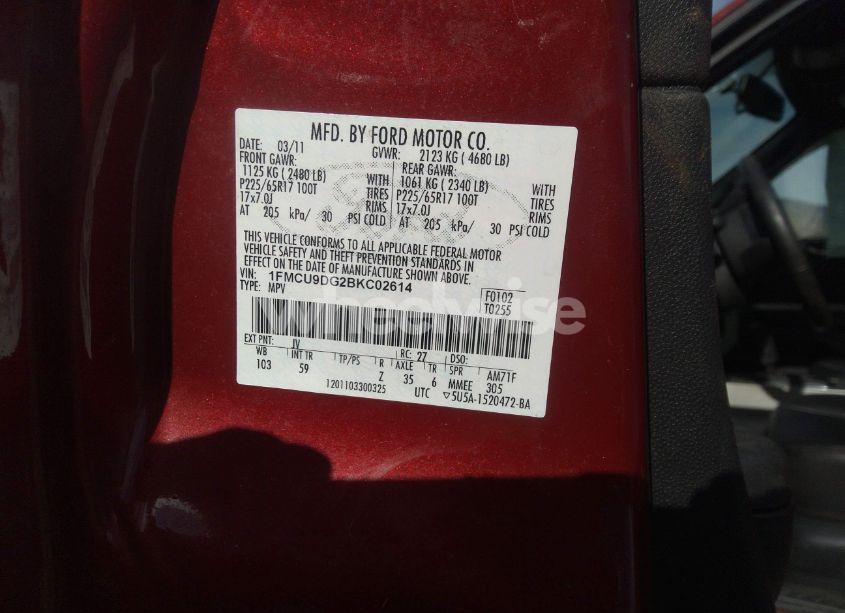 MFD. BY FORD MOTOR CO.
DATE: 03/11 GVWR: 2123 KG ( 4680 LB)
FRONT GAWR: REAR GAWR:
1125 KG ( 2480 LB) WITH 1061 KG ( 2340 LB) WITH
P225/65R17 100T TIRES P225/65R17 100T TIRES
17x7.0J RIMS 17x7.0J RIMS
AT 205 kPa/ 30 PSI COLD AT 205 kPa/ 30 PSI COLD
THIS VEHICLE CONFORMS TO ALL APPLICABLE FEDERAL MOTOR
VEHICLE SAFETY AND THEFT PREVENTION STANDARDS IN
EFFECT ON THE DATE OF MANUFACTURE SHOWN ABOVE.
VIN: 1FMCU9DG2BKC02614 F0102
TYPE: MPV T0255
wheelwise
EXT PNT: JV RC: 27 DSO:
WB INT TR TP/PS R AXLE TR SPR AM71F
103 59 Z 35 6 MMEE 305
1201103300325 UTC ▽5U5A-1520472-BA